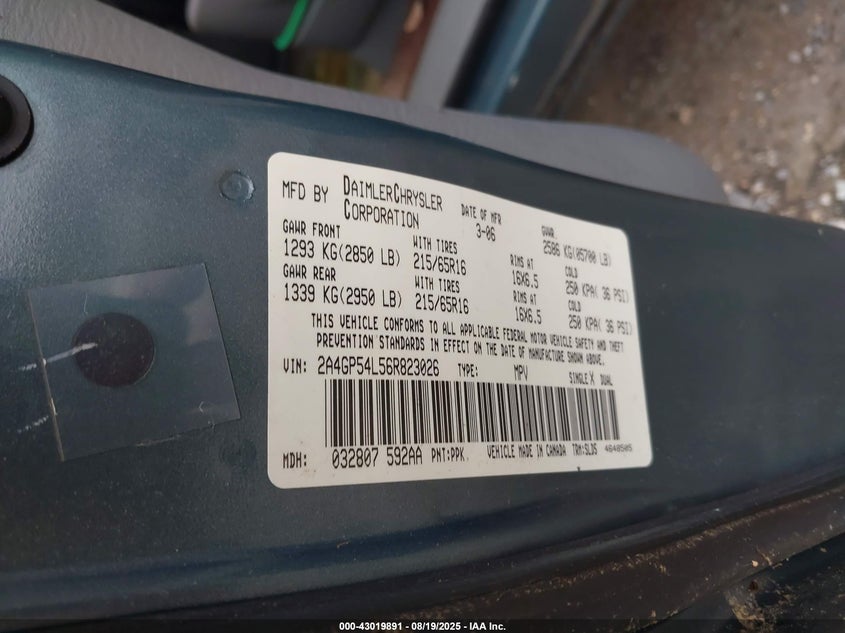 MFD BY DAIMLERCHRYSLER CORPORATION DATE OF MFR 3-06 GVWR 2586 KG(05700 LB)
GAWR FRONT WITH TIRES RIMS AT COLD
1293 KG(2850 LB) 215/65R16 16X6.5 250 KPA( 36 PSI)
GAWR REAR WITH TIRES RIMS AT COLD
1339 KG(2950 LB) 215/65R16 16X6.5 250 KPA( 36 PSI)
THIS VEHICLE CONFORMS TO ALL APPLICABLE FEDERAL MOTOR VEHICLE SAFETY AND THEFT
PREVENTION STANDARDS IN EFFECT ON THE DATE OF MANUFACTURE SHOWN ABOVE.
VIN: 2A4GP54L56R823026 TYPE: MPV SINGLE X DUAL
MDH: 032807 592AA PNT:PPK VEHICLE MADE IN CANADA TRM:SLDS 4648505
000-43019891 - 08/19/2025 - IAA Inc.